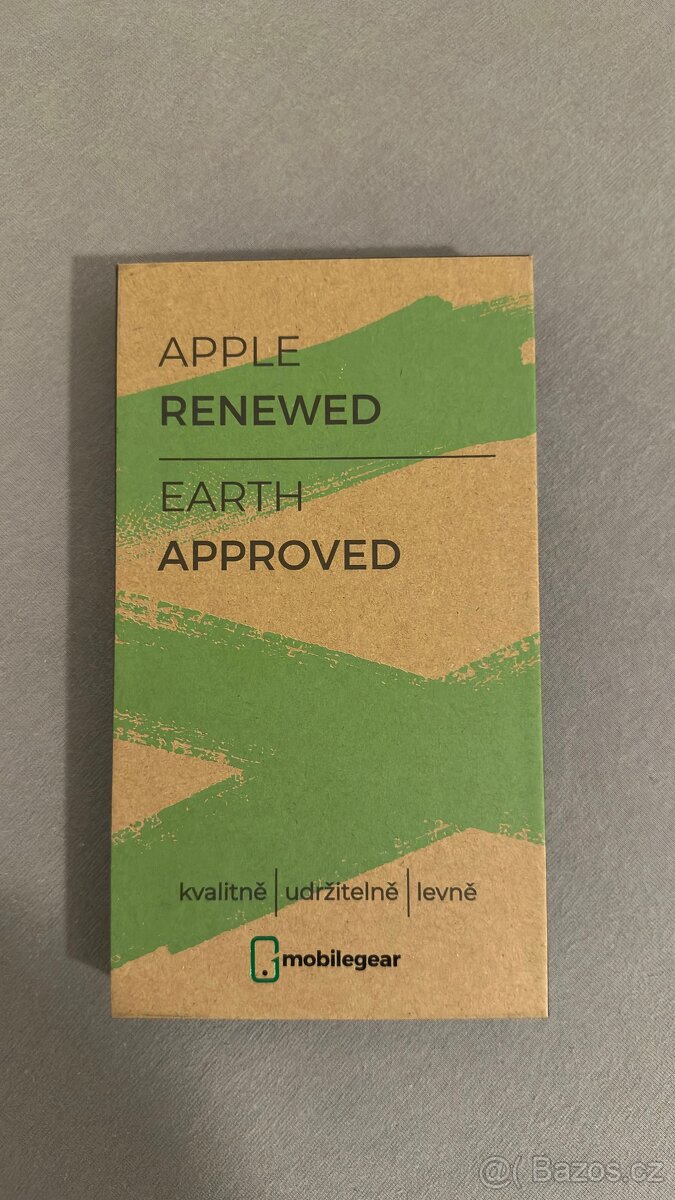 APPLE
RENEWED
EARTH
APPROVED
kvalitně | udržitelně | levně
mobilegear
@( Bazos.cz